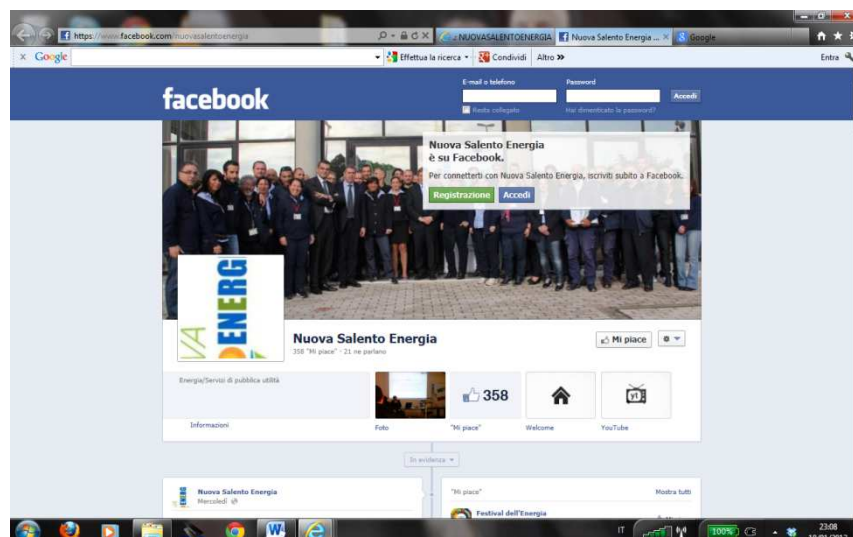 https://www.facebook.com/nuovasalentoenergia
.: NUOVASALENTOENERGIA
Nuova Salento Energia ...
Google
Google
Effettua la ricerca
Condividi
Altro
Entra
facebook
E-mail o telefono
Password
Accedi
Resta collegato
Hai dimenticato la password?
Nuova Salento Energia
è su Facebook.
Per connetterti con Nuova Salento Energia, iscriviti subito a Facebook.
Registrazione
Accedi
VA
ENERGI
Nuova Salento Energia
358 "Mi piace" · 21 ne parlano
Mi piace
Energia/Servizi di pubblica utilità
358
Informazioni
Foto
"Mi piace"
Welcome
YouTube
In evidenza
Nuova Salento Energia
Mercoledì
"Mi piace"
Mostra tutti
Festival dell'Energia
IT
100%
23:08